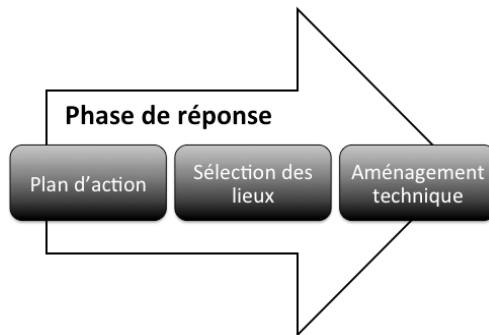 Phase de réponse
Plan d’action
Sélection des
lieux
Aménagement
technique